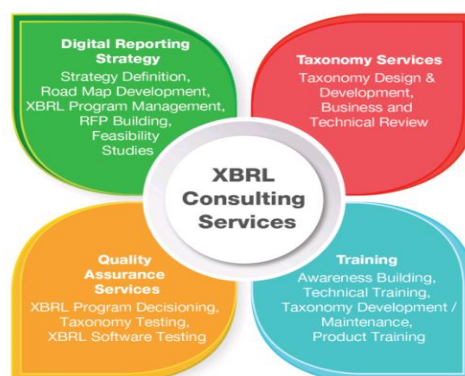 Digital Reporting
Strategy
Strategy Definition,
Road Map Development,
XBRL Program Management,
RFP Building,
Feasibility
Studies
Taxonomy Services
Taxonomy Design &
Development,
Business and
Technical Review
XBRL
Consulting
Services
Quality
Assurance
Services
XBRL Program Decisioning,
Taxonomy Testing,
XBRL Software Testing
Training
Awareness Building,
Technical Training,
Taxonomy Development /
Maintenance,
Product Training